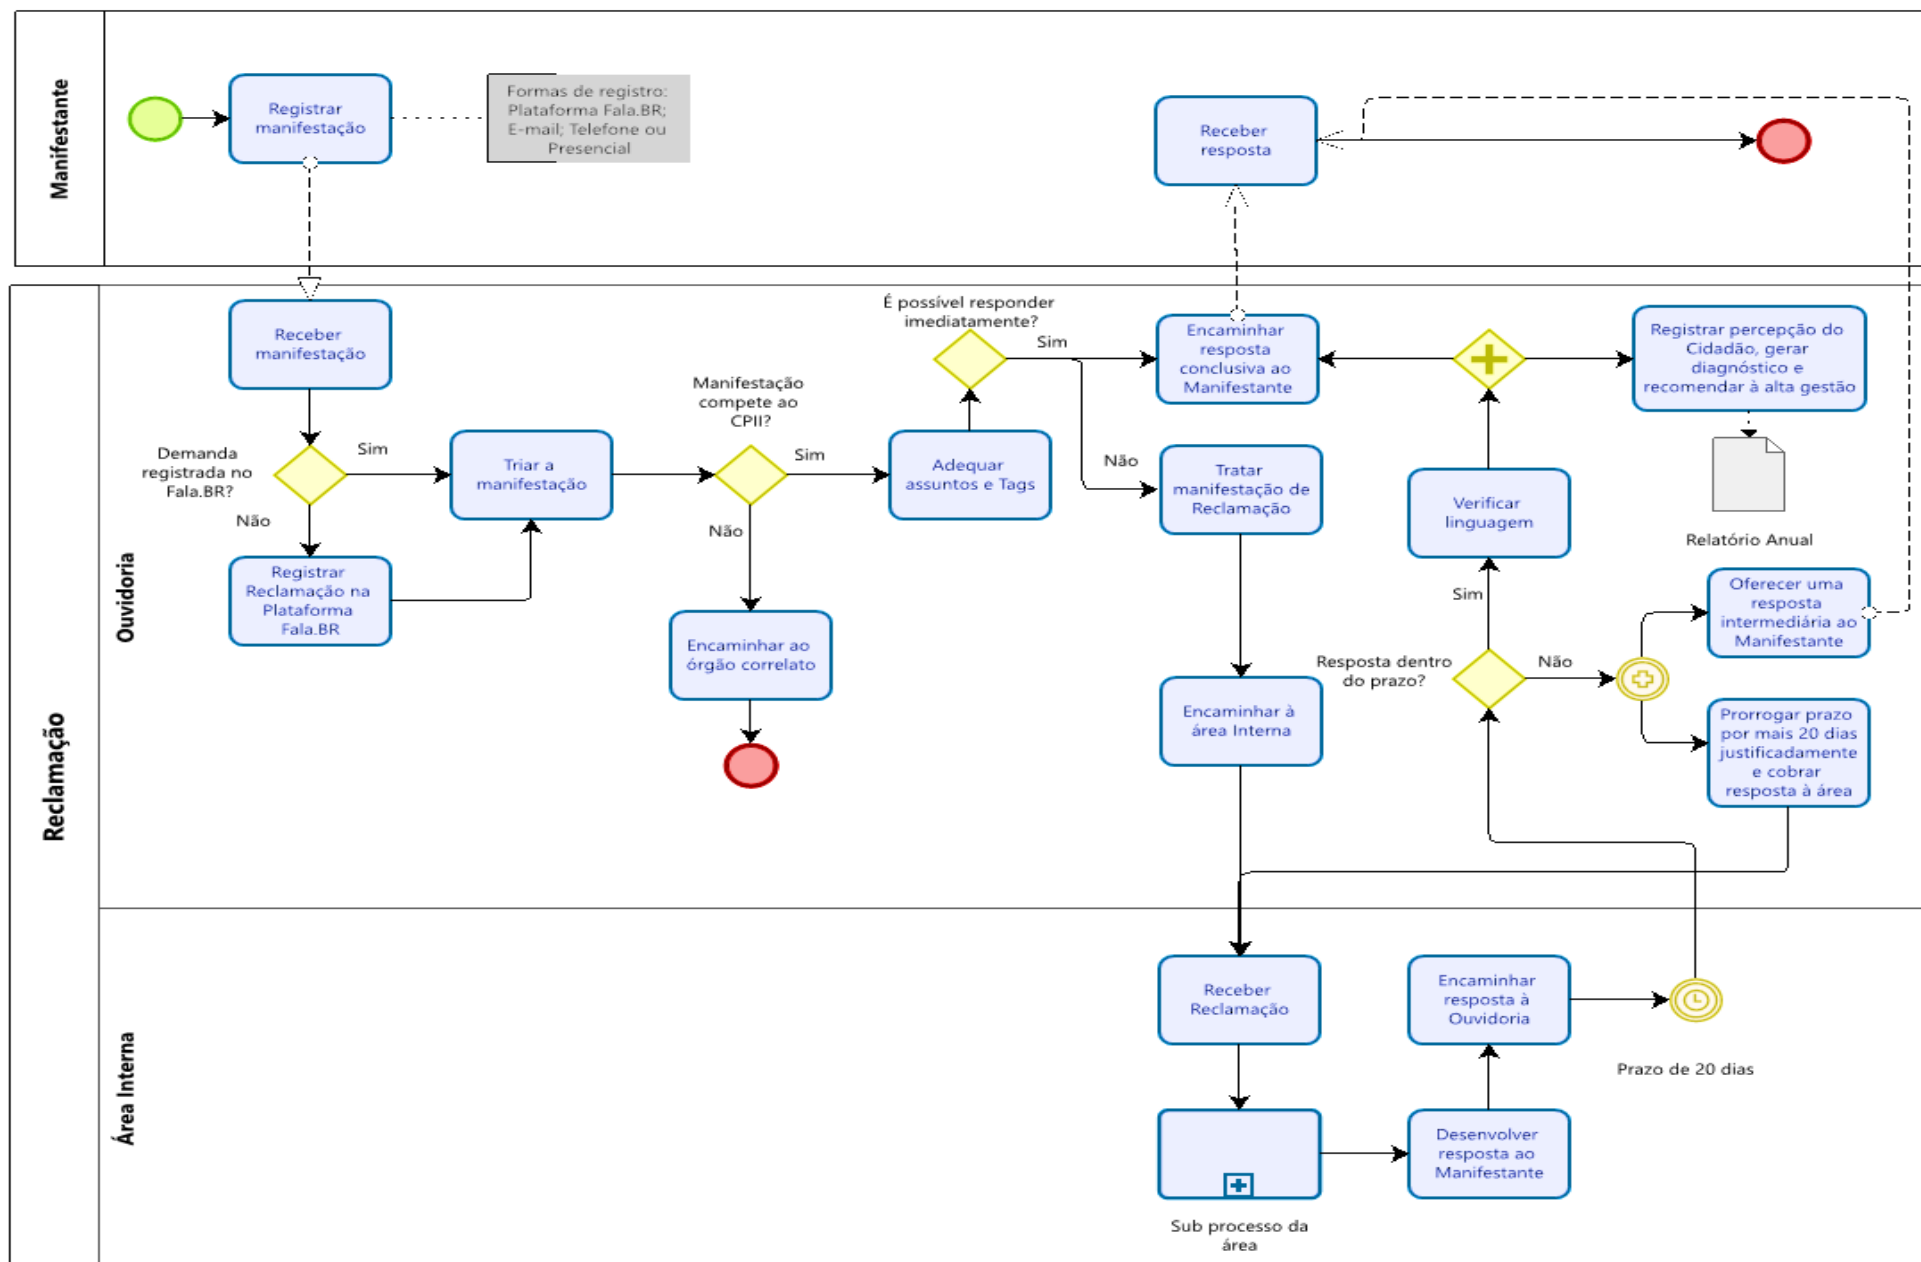 Manifestante
Registrar
manifestação
Formas de registro:
Plataforma Fala.BR;
E-mail; Telefone ou
Presencial
Receber
resposta
Reclamação
Ouvidoria
Receber
manifestação
Demanda
registrada no
Fala.BR?
Sim
Não
Registrar
Reclamação na
Plataforma
Fala.BR
Triar a
manifestação
Manifestação
compete ao
CPII?
Sim
Não
Encaminhar ao
órgão correlato
Adequar
assuntos e Tags
É possível responder
imediatamente?
Sim
Não
Encaminhar
resposta
conclusiva ao
Manifestante
Tratar
manifestação de
Reclamação
Encaminhar à
área Interna
Registrar percepção do
Cidadão, gerar
diagnóstico e
recomendar à alta gestão
Relatório Anual
Verificar
linguagem
Sim
Resposta dentro
do prazo?
Não
Oferecer uma
resposta
intermediária ao
Manifestante
Prorrogar prazo
por mais 20 dias
justificadamente
e cobrar
resposta à área
Área Interna
Receber
Reclamação
Sub processo da
área
Desenvolver
resposta ao
Manifestante
Encaminhar
resposta à
Ouvidoria
Prazo de 20 dias